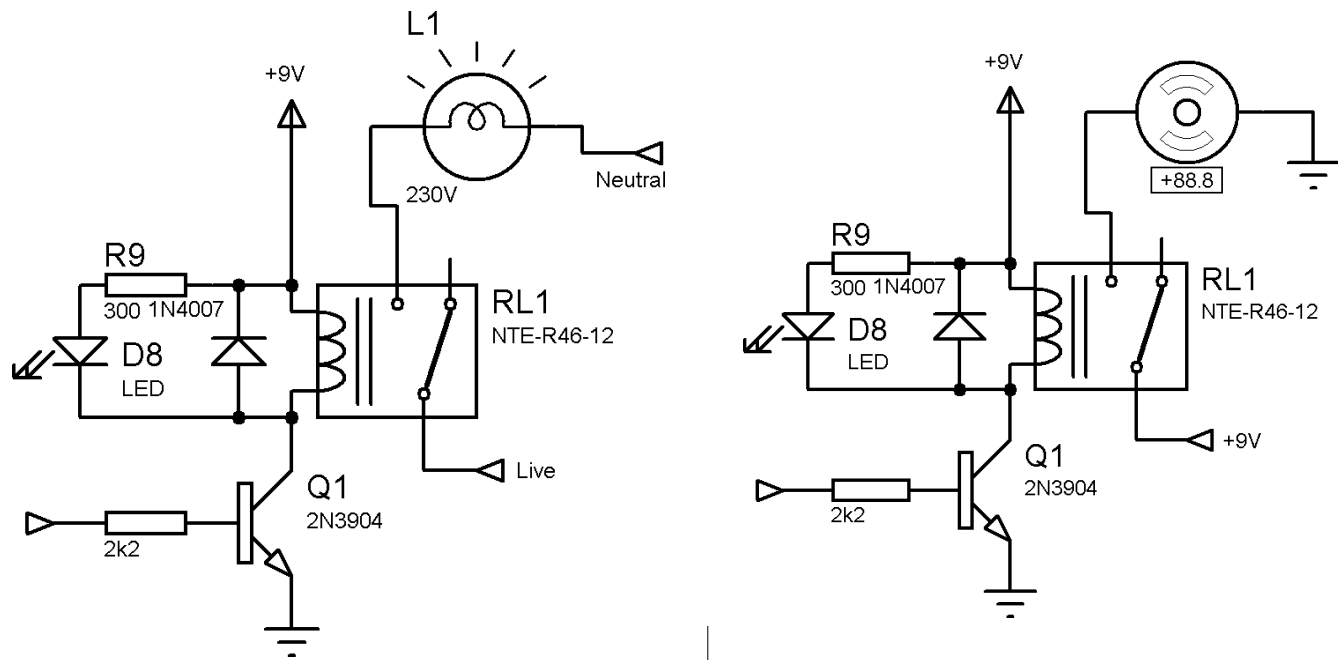 L1
+9V
Neutral
230V
R9
300 1N4007
RL1
NTE-R46-12
D8
LED
Live
Q1
2N3904
2k2
+9V
+88.8
R9
300 1N4007
RL1
NTE-R46-12
D8
LED
+9V
Q1
2N3904
2k2